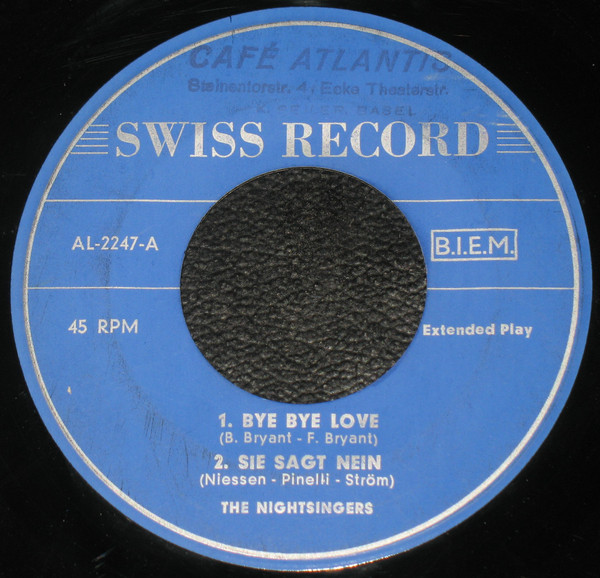 CAFÉ ATLANTIS
Steinentorstr. 4, Ecke Theaterstr.
BASEL
SWISS RECORD
AL-2247-A
B.I.E.M.
45 RPM
Extended Play
1. BYE BYE LOVE
(B. Bryant - F. Bryant)
2. SIE SAGT NEIN
(Niessen - Pinelli - Ström)
THE NIGHTSINGERS